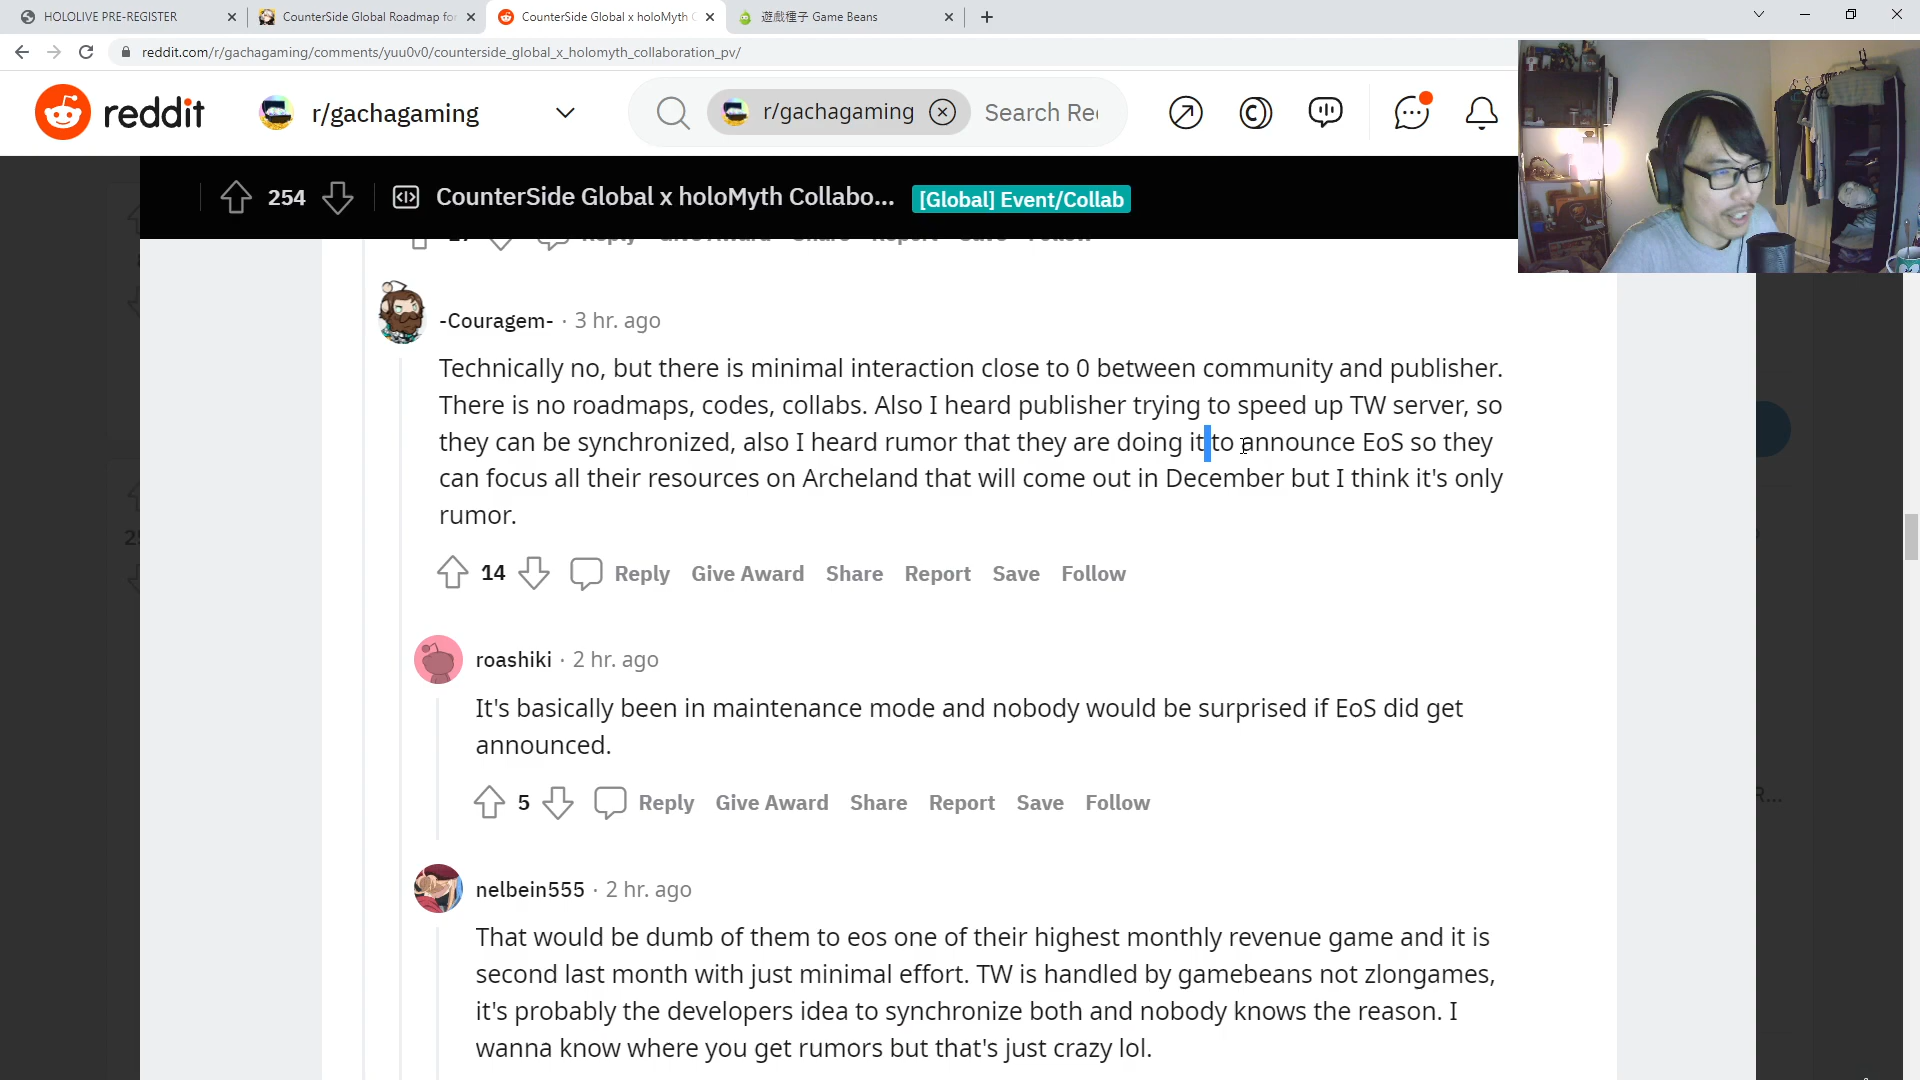 HOLOLIVE PRE-REGISTER
CounterSide Global Roadmap for
CounterSide Global x holoMyth C
遊戲種子 Game Beans
reddit.com/r/gachagaming/comments/yuu0v0/counterside_global_x_holomyth_collaboration_pv/
reddit
r/gachagaming
r/gachagaming
Search Re
254
CounterSide Global x holoMyth Collabo...
[Global] Event/Collab
Reply Give Award Share Report Save Follow
-Couragem- · 3 hr. ago
Technically no, but there is minimal interaction close to 0 between community and publisher.
There is no roadmaps, codes, collabs. Also I heard publisher trying to speed up TW server, so
they can be synchronized, also I heard rumor that they are doing it to announce EoS so they
can focus all their resources on Archeland that will come out in December but I think it's only
rumor.
14 Reply Give Award Share Report Save Follow
roashiki · 2 hr. ago
It's basically been in maintenance mode and nobody would be surprised if EoS did get
announced.
5 Reply Give Award Share Report Save Follow
nelbein555 · 2 hr. ago
That would be dumb of them to eos one of their highest monthly revenue game and it is
second last month with just minimal effort. TW is handled by gamebeans not zlongames,
it's probably the developers idea to synchronize both and nobody knows the reason. I
wanna know where you get rumors but that's just crazy lol.